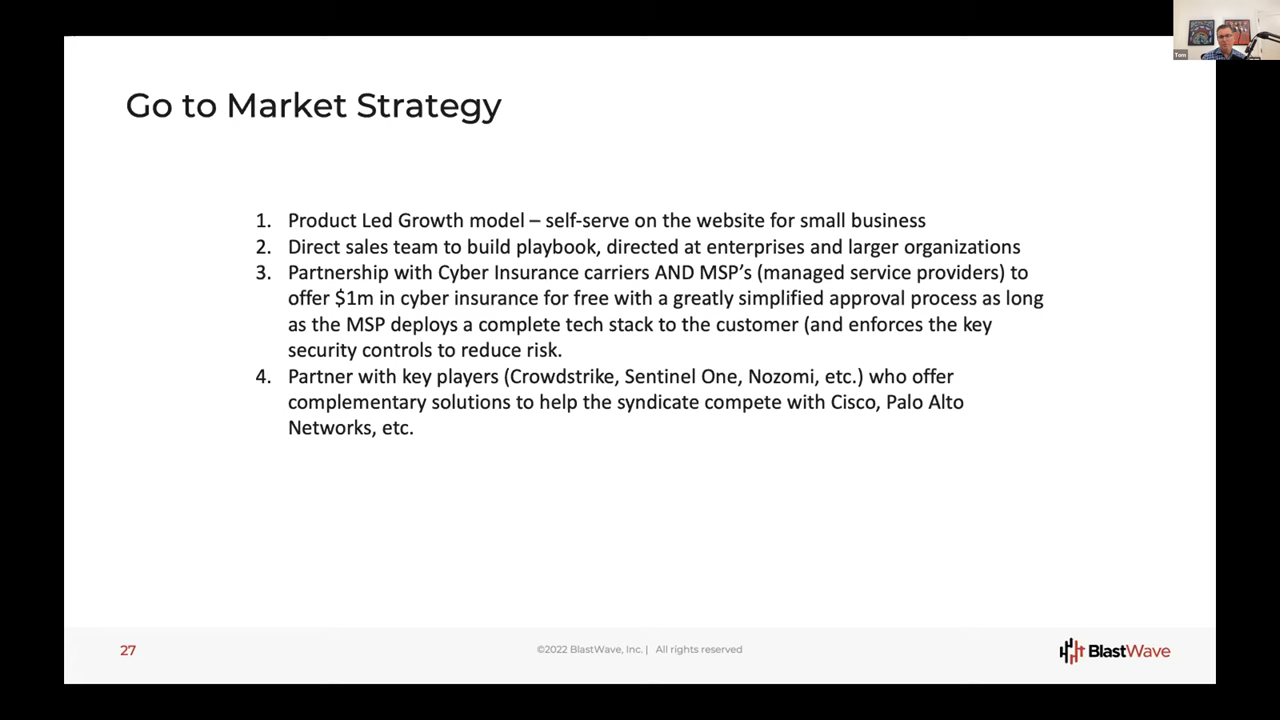 Tom
Go to Market Strategy
1. Product Led Growth model – self-serve on the website for small business
2. Direct sales team to build playbook, directed at enterprises and larger organizations
3. Partnership with Cyber Insurance carriers AND MSP's (managed service providers) to
offer $1m in cyber insurance for free with a greatly simplified approval process as long
as the MSP deploys a complete tech stack to the customer (and enforces the key
security controls to reduce risk.
4. Partner with key players (Crowdstrike, Sentinel One, Nozomi, etc.) who offer
complementary solutions to help the syndicate compete with Cisco, Palo Alto
Networks, etc.
27
©2022 BlastWave, Inc. | All rights reserved
BlastWave